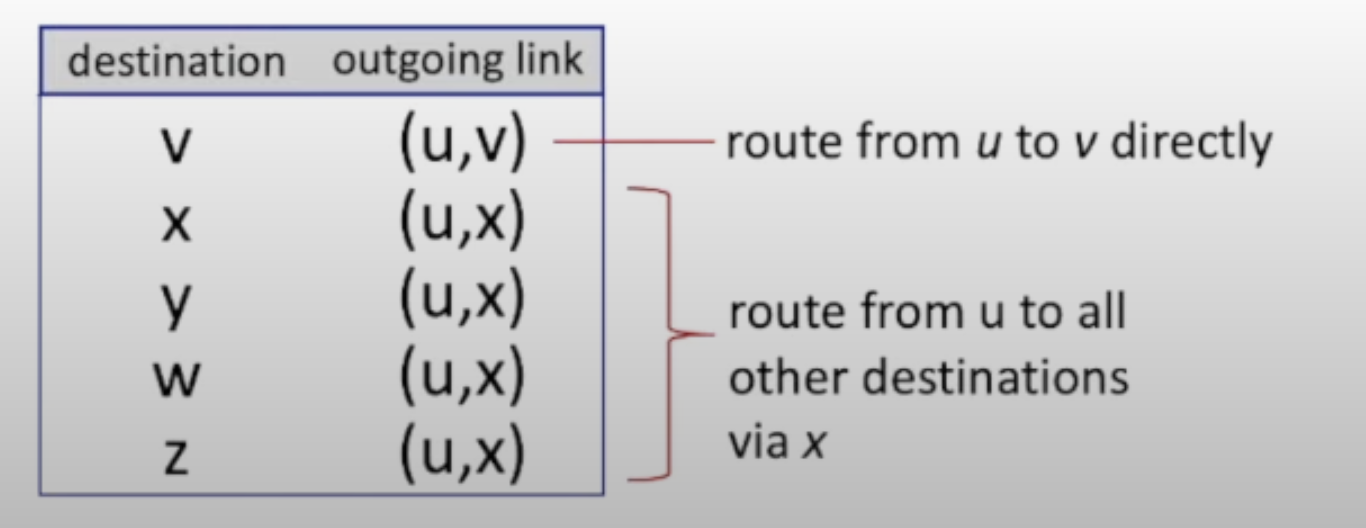 destination outgoing link
v (u,v) route from u to v directly
x (u,x)
y (u,x)
w (u,x)
z (u,x)
route from u to all
other destinations
via x